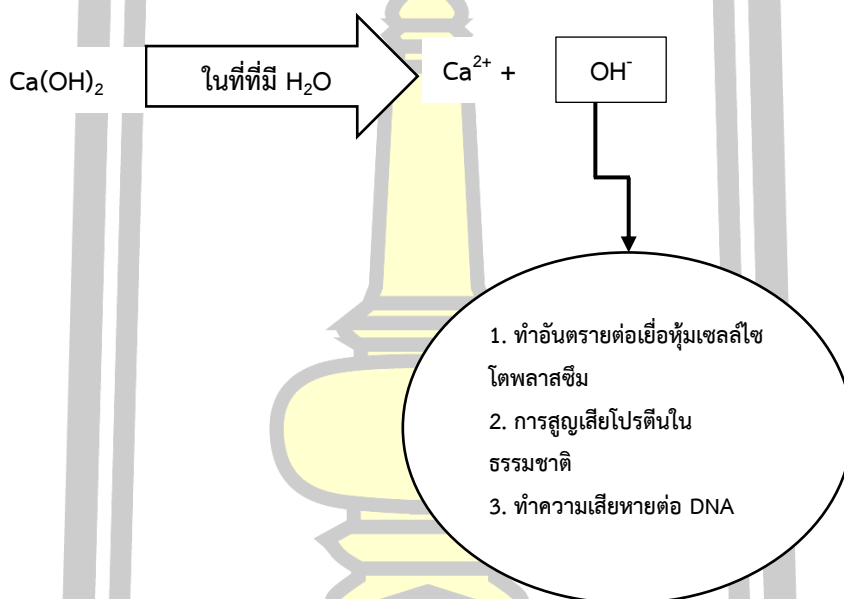 Ca(OH)₂ ในที่ที่มี H₂O Ca²⁺ + OH⁻
1. ทำอันตรายต่อเยื่อหุ้มเซลล์ไซ
โตพลาสซึม
2. การสูญเสียโปรตีนใน
ธรรมชาติ
3. ทำความเสียหายต่อ DNA